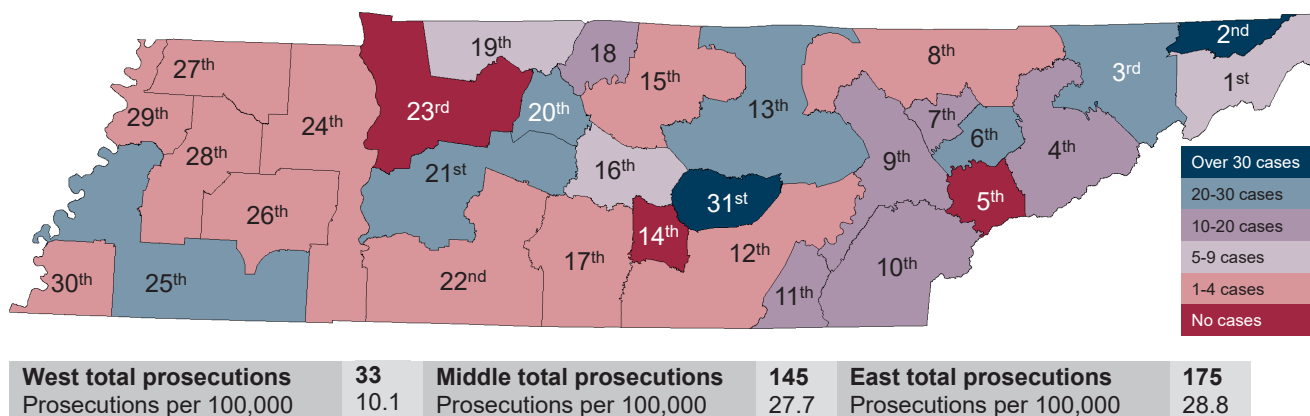 2nd
19th
18
8th
27th
15th
3rd
1st
23rd
20th
13th
29th
24th
7th
6th
28th
9th
4th
16th
21st
31st
5th
26th
14th
12th
17th
10th
30th
25th
22nd
11th
Over 30 cases
20-30 cases
10-20 cases
5-9 cases
1-4 cases
No cases
West total prosecutions 33 Middle total prosecutions 145 East total prosecutions 175
Prosecutions per 100,000 10.1 Prosecutions per 100,000 27.7 Prosecutions per 100,000 28.8